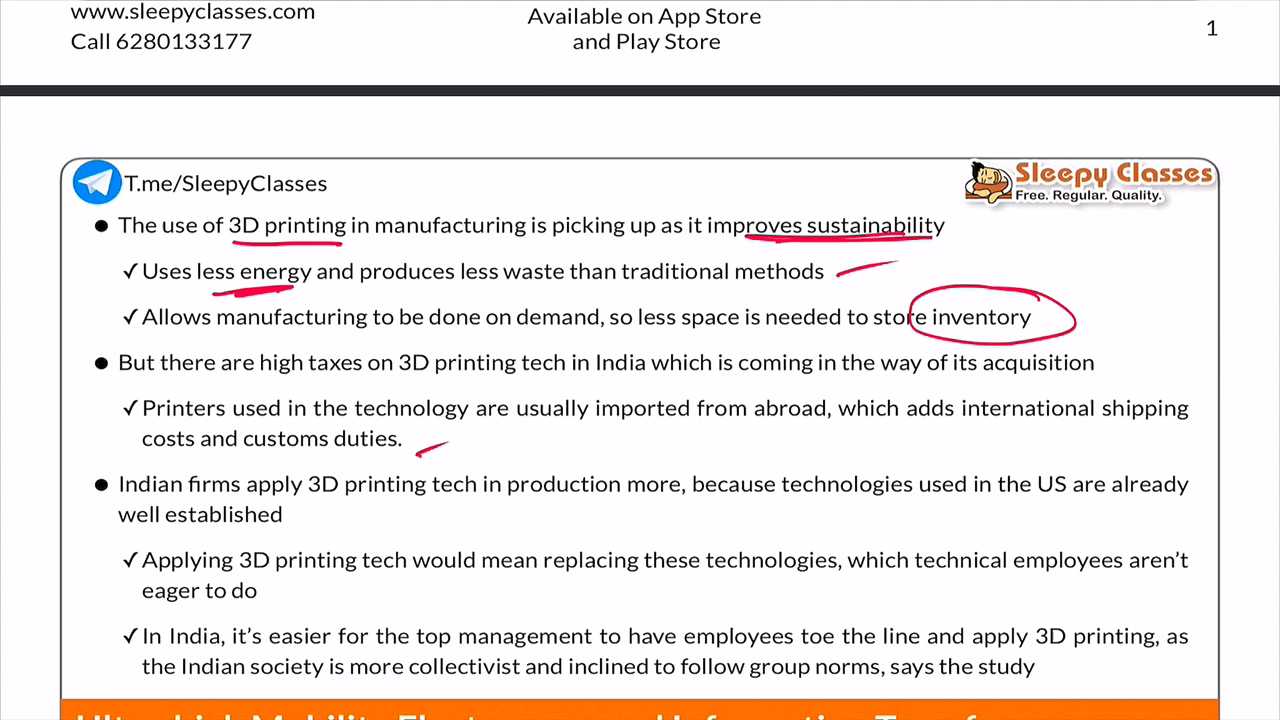 www.sleepyclasses.com
Call 6280133177
Available on App Store
and Play Store
1
T.me/SleepyClasses
Sleepy Classes
Free. Regular. Quality.
● The use of 3D printing in manufacturing is picking up as it improves sustainability
✓ Uses less energy and produces less waste than traditional methods
✓ Allows manufacturing to be done on demand, so less space is needed to store inventory
● But there are high taxes on 3D printing tech in India which is coming in the way of its acquisition
✓ Printers used in the technology are usually imported from abroad, which adds international shipping
costs and customs duties.
● Indian firms apply 3D printing tech in production more, because technologies used in the US are already
well established
✓ Applying 3D printing tech would mean replacing these technologies, which technical employees aren't
eager to do
✓ In India, it's easier for the top management to have employees toe the line and apply 3D printing, as
the Indian society is more collectivist and inclined to follow group norms, says the study